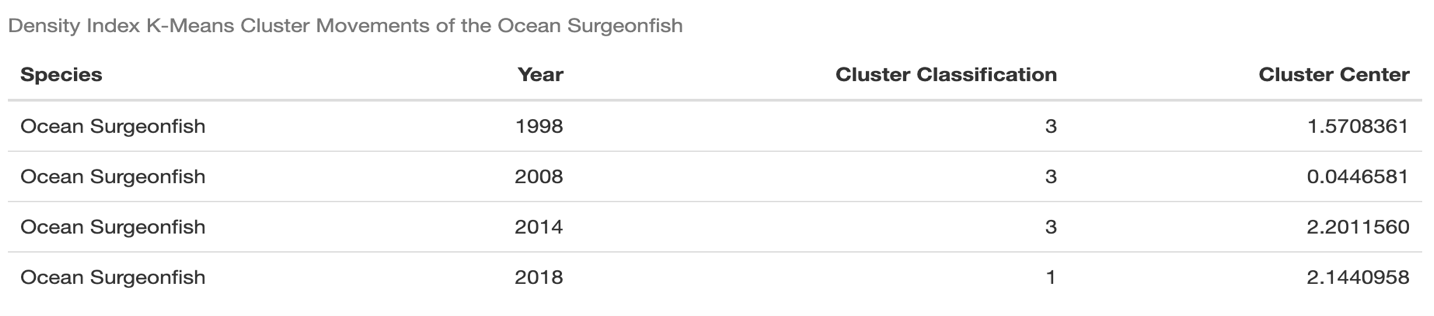 Density Index K-Means Cluster Movements of the Ocean Surgeonfish
Species Year Cluster Classification Cluster Center
Ocean Surgeonfish 1998 3 1.5708361
Ocean Surgeonfish 2008 3 0.0446581
Ocean Surgeonfish 2014 3 2.2011560
Ocean Surgeonfish 2018 1 2.1440958